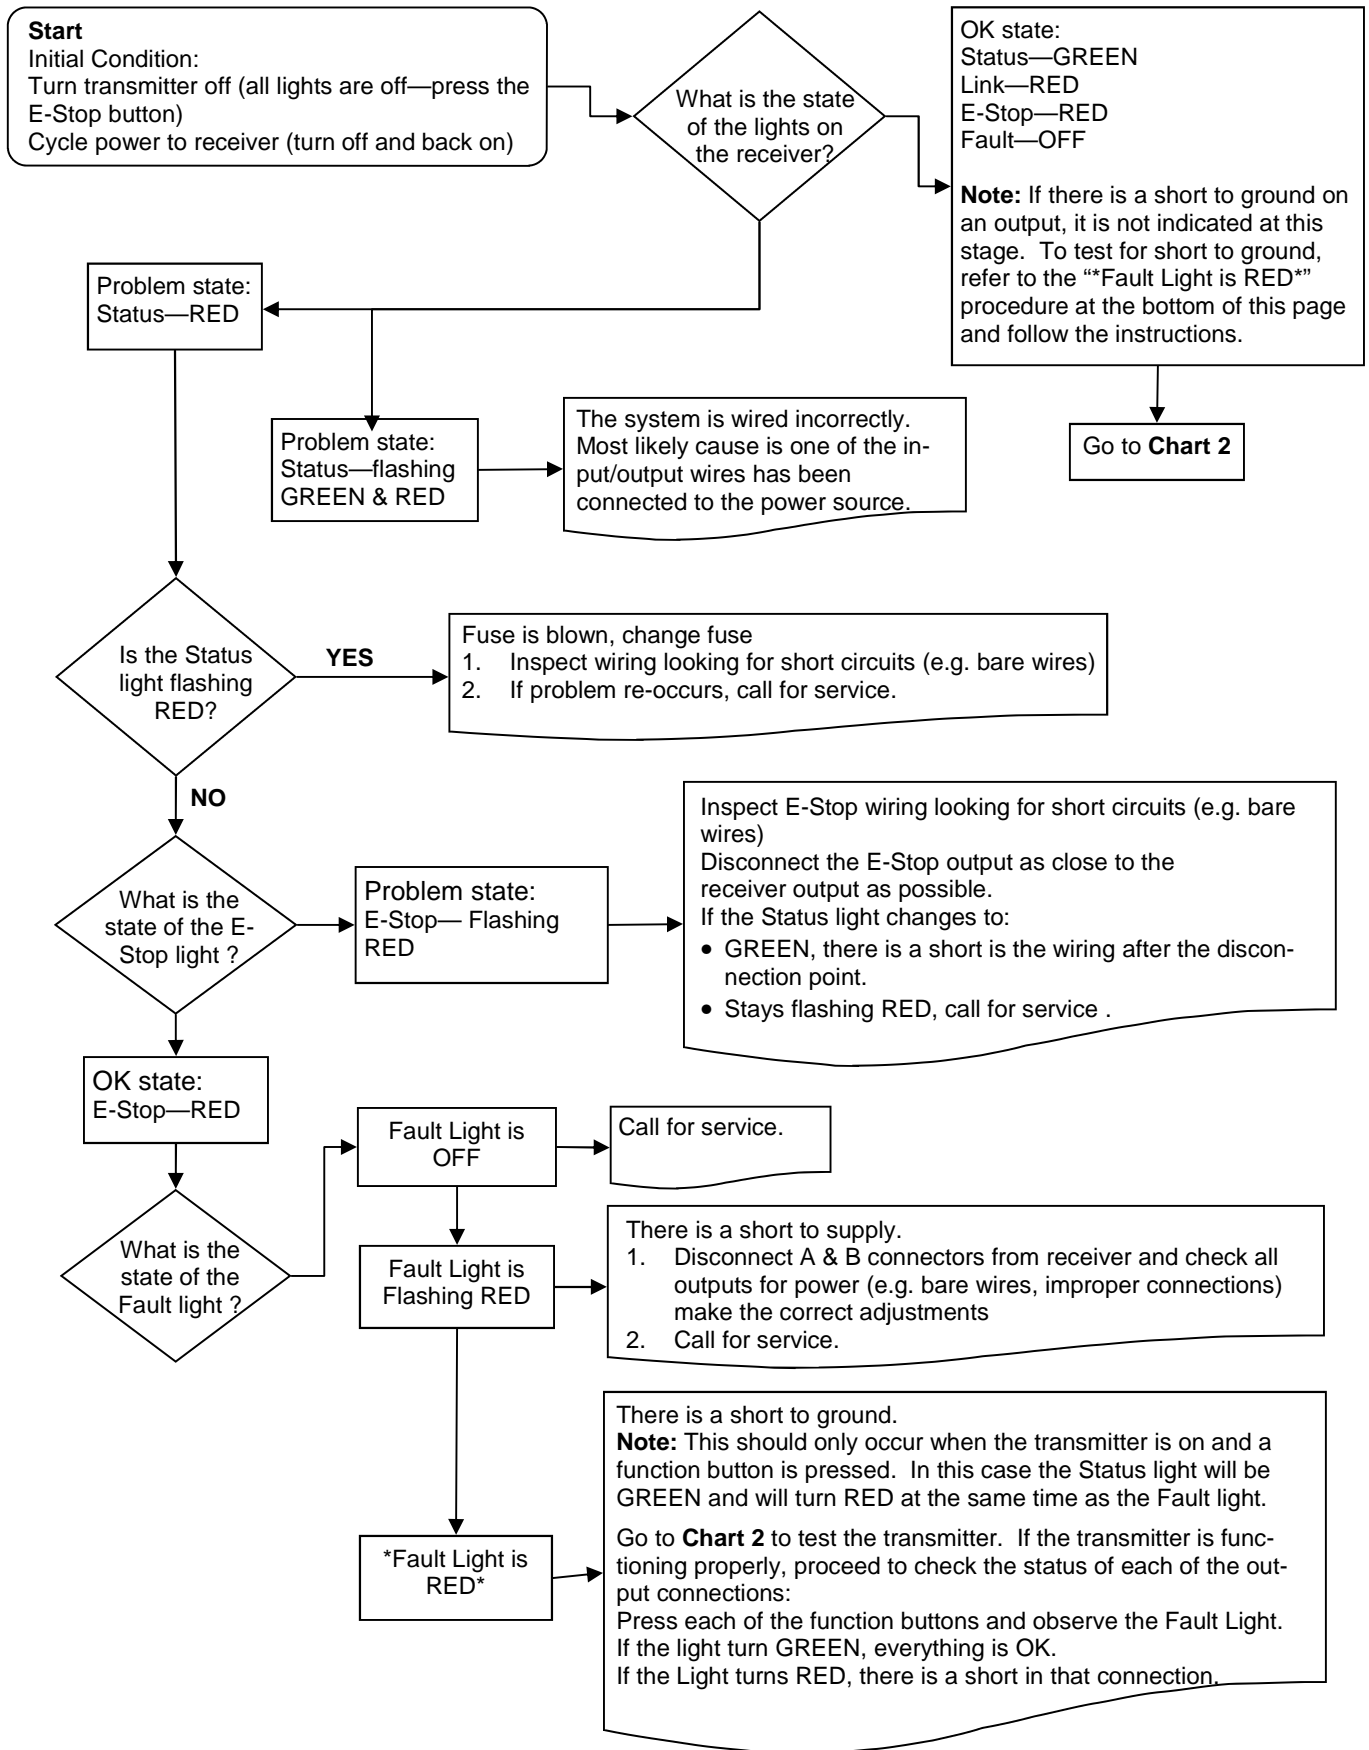 Start
Initial Condition:
Turn transmitter off (all lights are off—press the
E-Stop button)
Cycle power to receiver (turn off and back on)
What is the state
of the lights on
the receiver?
OK state:
Status—GREEN
Link—RED
E-Stop—RED
Fault—OFF
Note: If there is a short to ground on
an output, it is not indicated at this
stage.  To test for short to ground,
refer to the “*Fault Light is RED*”
procedure at the bottom of this page
and follow the instructions.
Go to Chart 2
Problem state:
Status—RED
Problem state:
Status—flashing
GREEN & RED
The system is wired incorrectly.
Most likely cause is one of the in-
put/output wires has been
connected to the power source.
Is the Status
light flashing
RED?
YES
Fuse is blown, change fuse
1. Inspect wiring looking for short circuits (e.g. bare wires)
2. If problem re-occurs, call for service.
NO
What is the
state of the E-
Stop light ?
Problem state:
E-Stop— Flashing
RED
Inspect E-Stop wiring looking for short circuits (e.g. bare
wires)
Disconnect the E-Stop output as close to the
receiver output as possible.
If the Status light changes to:
• GREEN, there is a short is the wiring after the discon-
nection point.
• Stays flashing RED, call for service .
OK state:
E-Stop—RED
What is the
state of the
Fault light ?
Fault Light is
OFF
Call for service.
Fault Light is
Flashing RED
There is a short to supply.
1. Disconnect A & B connectors from receiver and check all
outputs for power (e.g. bare wires, improper connections)
make the correct adjustments
2. Call for service.
*Fault Light is
RED*
There is a short to ground.
Note: This should only occur when the transmitter is on and a
function button is pressed.  In this case the Status light will be
GREEN and will turn RED at the same time as the Fault light.
Go to Chart 2 to test the transmitter.  If the transmitter is func-
tioning properly, proceed to check the status of each of the out-
put connections:
Press each of the function buttons and observe the Fault Light.
If the light turn GREEN, everything is OK.
If the Light turns RED, there is a short in that connection.